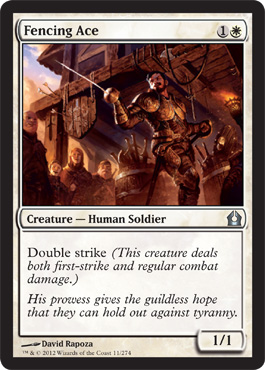 Fencing Ace 1
Creature — Human Soldier
Double strike (This creature deals
both first-strike and regular combat
damage.)
His prowess gives the guildless hope
that they can hold out against tyranny.
David Rapoza
™ & © 2012 Wizards of the Coast 11/274
1/1